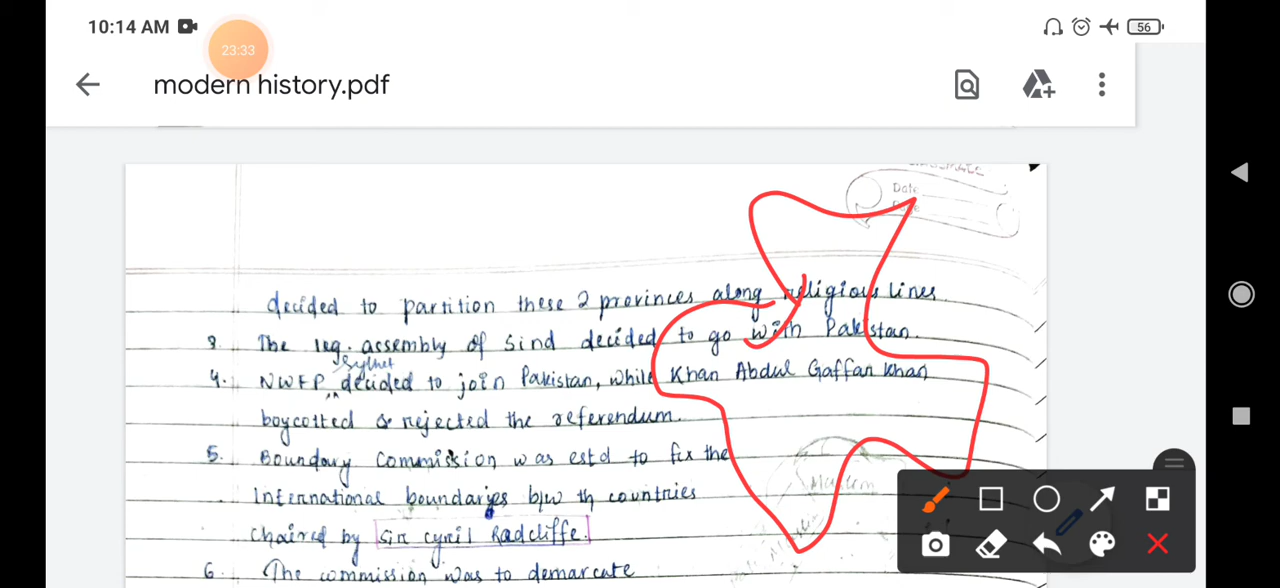 10:14 AM
23:33
56
modern history.pdf
Date
decided to partition these 2 provinces along religious lines
3 The leg. assembly of Sind decided to go with Pakistan.
Sylhet
4. NWFP decided to join Pakistan, while Khan Abdul Gaffar Khan
boycotted & rejected the referendum.
5. Boundary Commission was estd to fix the
International boundaries b/w th countries
chaired by Sir Cyril Radcliffe.
6. The commission was to demarcate
Muslim